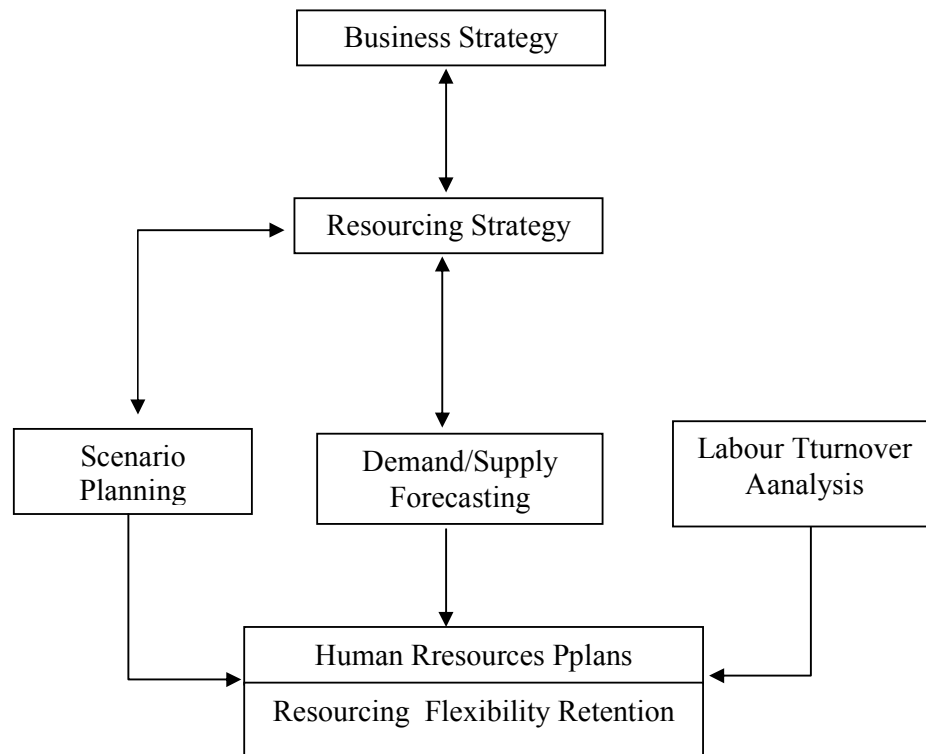 Business Strategy
Resourcing Strategy
Scenario
Planning
Demand/Supply
Forecasting
Labour Tturnover
Aanalysis
Human Rresources Pplans
Resourcing  Flexibility Retention